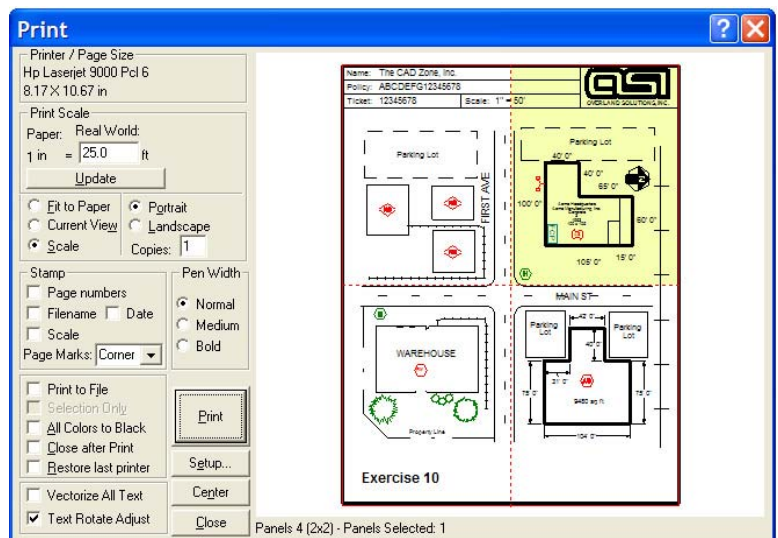 Print
Printer / Page Size
Hp Laserjet 9000 Pcl 6
8.17 X 10.67 in
Print Scale
Paper: Real World:
1 in = 25.0 ft
Update
Fit to Paper
Current View
Scale
Portrait
Landscape
Copies: 1
Stamp
Page numbers
Filename
Date
Scale
Page Marks: Corner
Pen Width
Normal
Medium
Bold
Print to File
Selection Only
All Colors to Black
Close after Print
Restore last printer
Vectorize All Text
Text Rotate Adjust
Print
Setup...
Center
Close
Name: The CAD Zone, Inc.
Policy: ABCDEFG12345678
Ticket: 12345678
Scale: 1" = 50'
OVERLAND SOLUTIONS, INC.
Parking Lot
FIRST AVE
Parking Lot
40' 0"
40' 0"
65' 0"
100' 0"
Acme Headquarters
Acme Manufacturing, Inc.
60' 0"
105' 0"
15' 0"
H
MAIN ST
WAREHOUSE
Property Line
Parking Lot
42' 0"
Parking Lot
40' 0"
31' 0"
75' 0"
75' 0"
9480 sq ft
104' 0"
Exercise 10
Panels 4 (2x2) - Panels Selected: 1